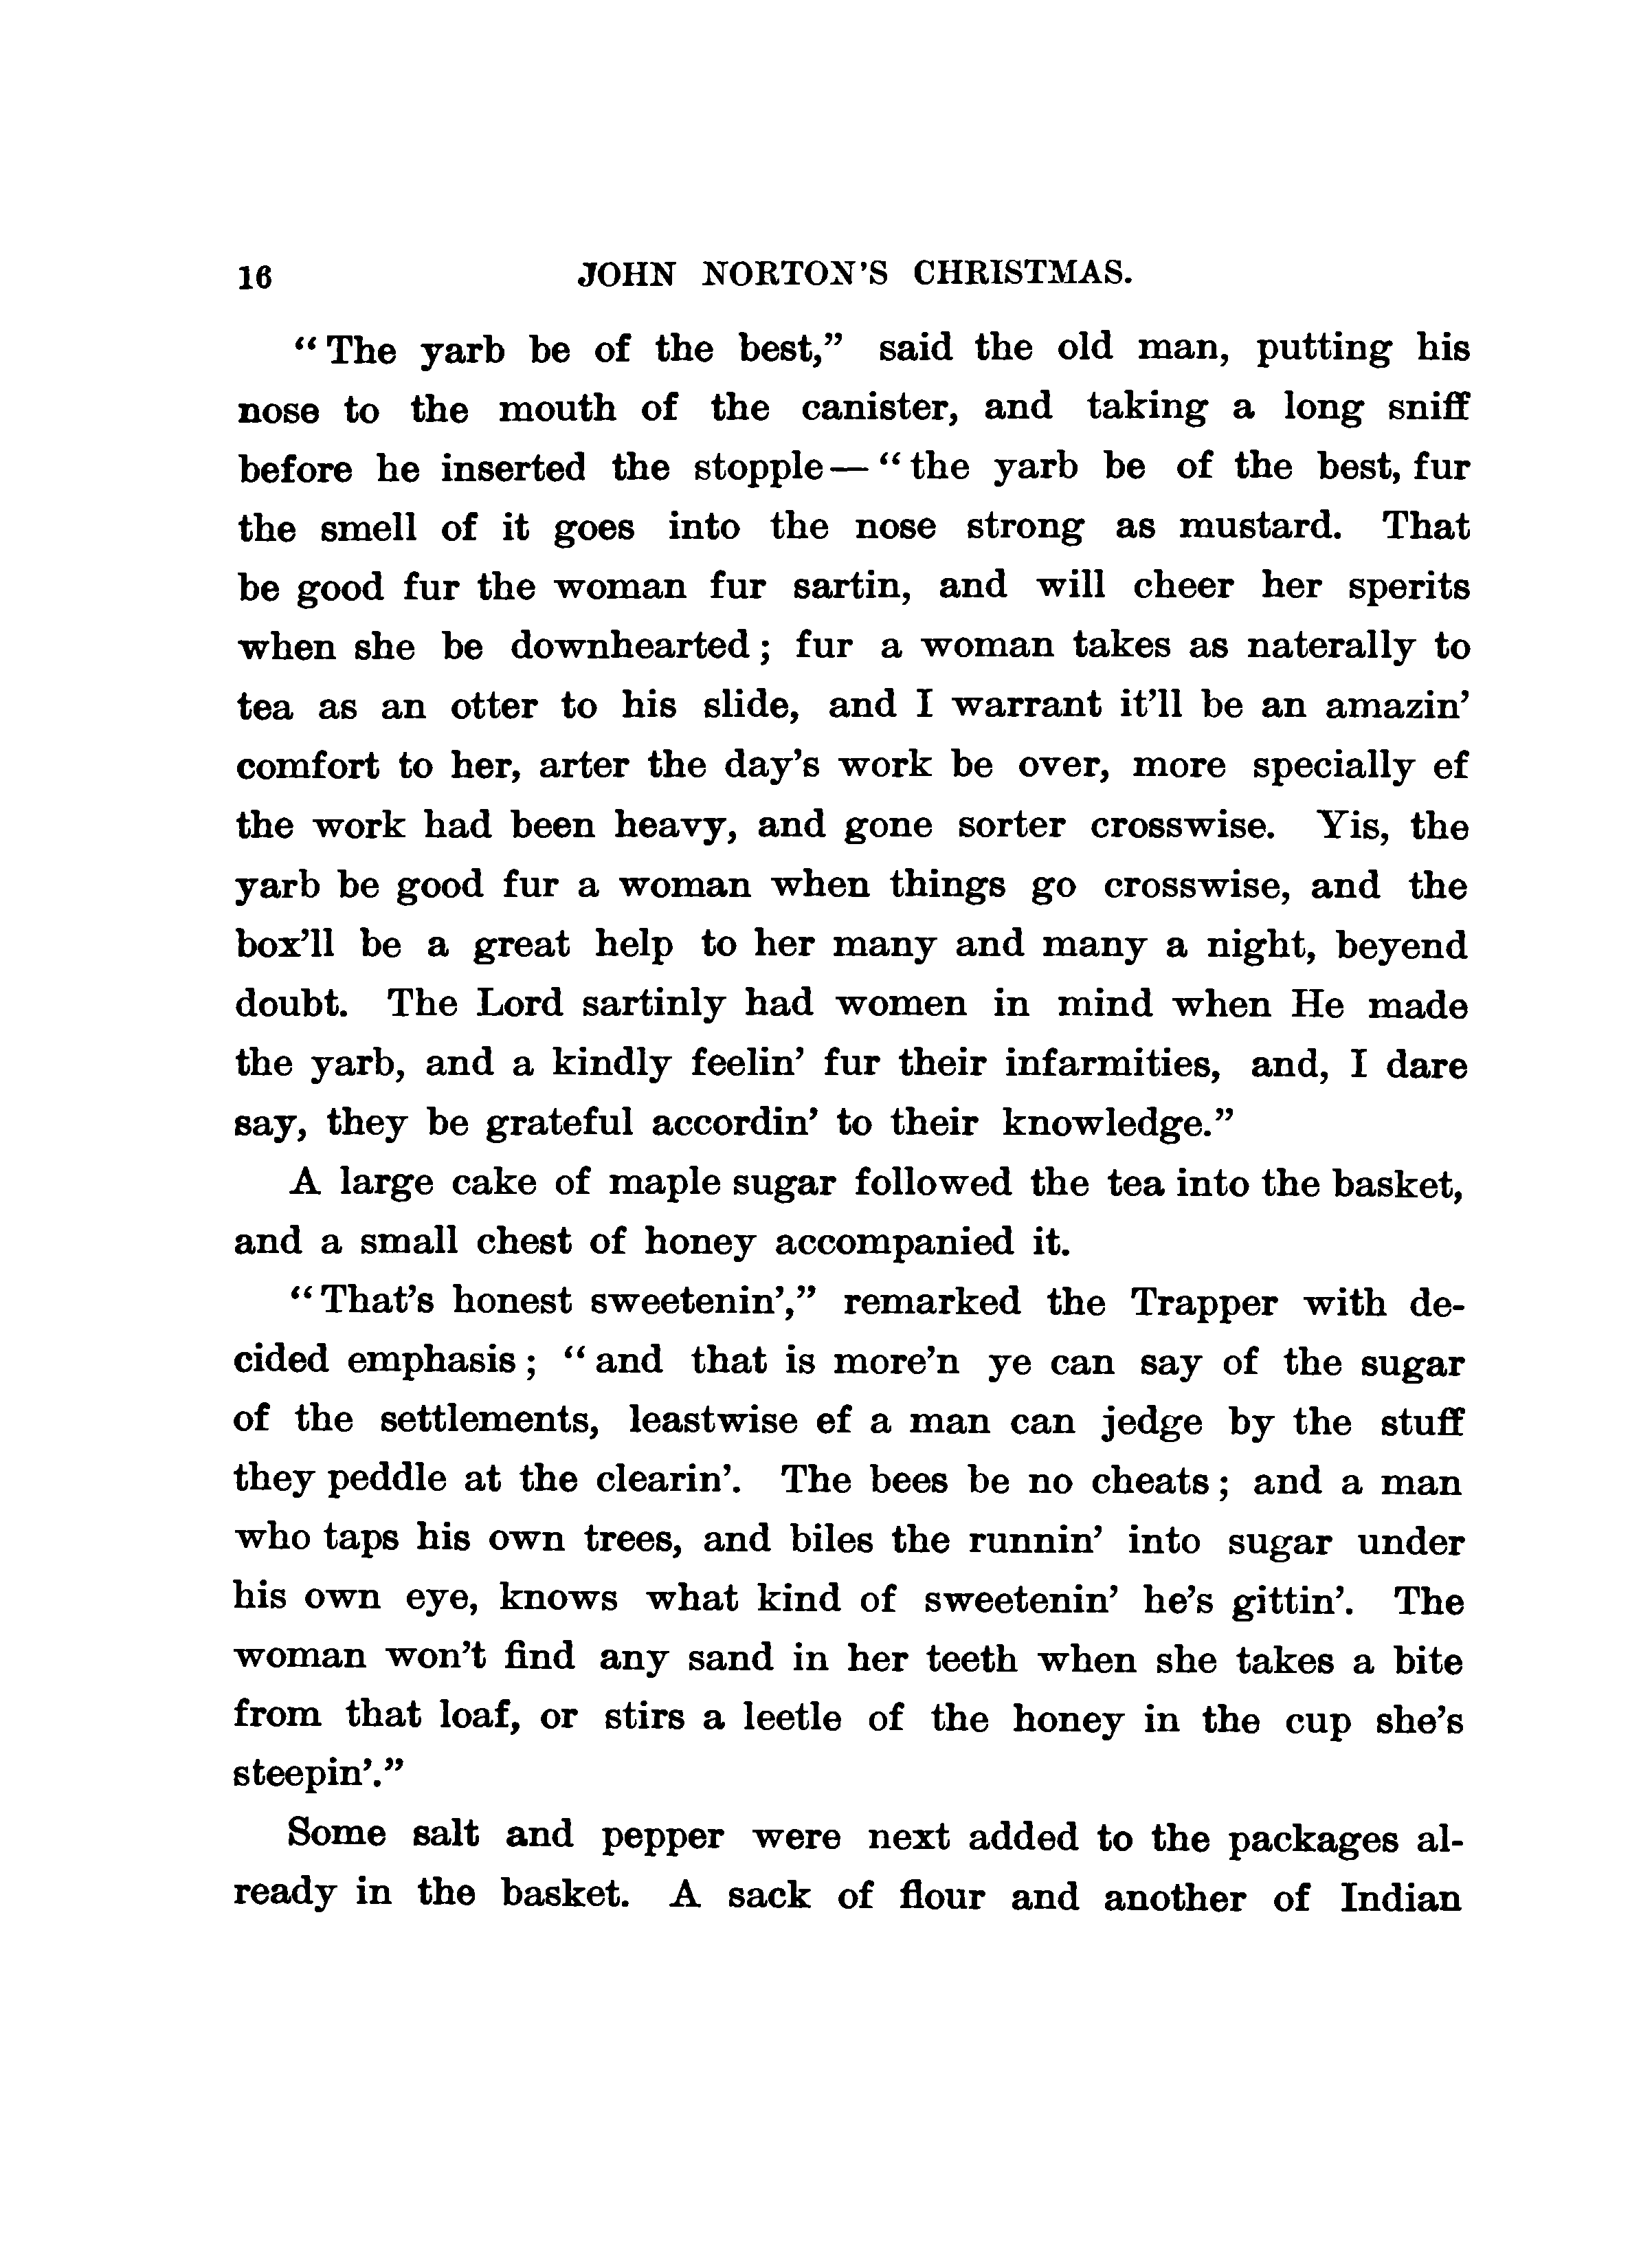 16 JOHN NORTON'S CHRISTMAS.
“The yarb be of the best,” said the old man, putting his
nose to the mouth of the canister, and taking a long sniff
before he inserted the stopple—“the yarb be of the best, fur
the smell of it goes into the nose strong as mustard. That
be good fur the woman fur sartin, and will cheer her sperits
when she be downhearted; fur a woman takes as naterally to
tea as an otter to his slide, and I warrant it’ll be an amazin’
comfort to her, arter the day’s work be over, more specially ef
the work had been heavy, and gone sorter crosswise. Yis, the
yarb be good fur a woman when things go crosswise, and the
box’ll be a great help to her many and many a night, beyend
doubt. The Lord sartinly had women in mind when He made
the yarb, and a kindly feelin’ fur their infarmities, and, I dare
say, they be grateful accordin’ to their knowledge.”
A large cake of maple sugar followed the tea into the basket,
and a small chest of honey accompanied it.
“That’s honest sweetenin’,” remarked the Trapper with de-
cided emphasis; “and that is more’n ye can say of the sugar
of the settlements, leastwise ef a man can jedge by the stuff
they peddle at the clearin’. The bees be no cheats; and a man
who taps his own trees, and biles the runnin’ into sugar under
his own eye, knows what kind of sweetenin’ he’s gittin’. The
woman won’t find any sand in her teeth when she takes a bite
from that loaf, or stirs a leetle of the honey in the cup she’s
steepin’.”
Some salt and pepper were next added to the packages al-
ready in the basket. A sack of flour and another of Indian